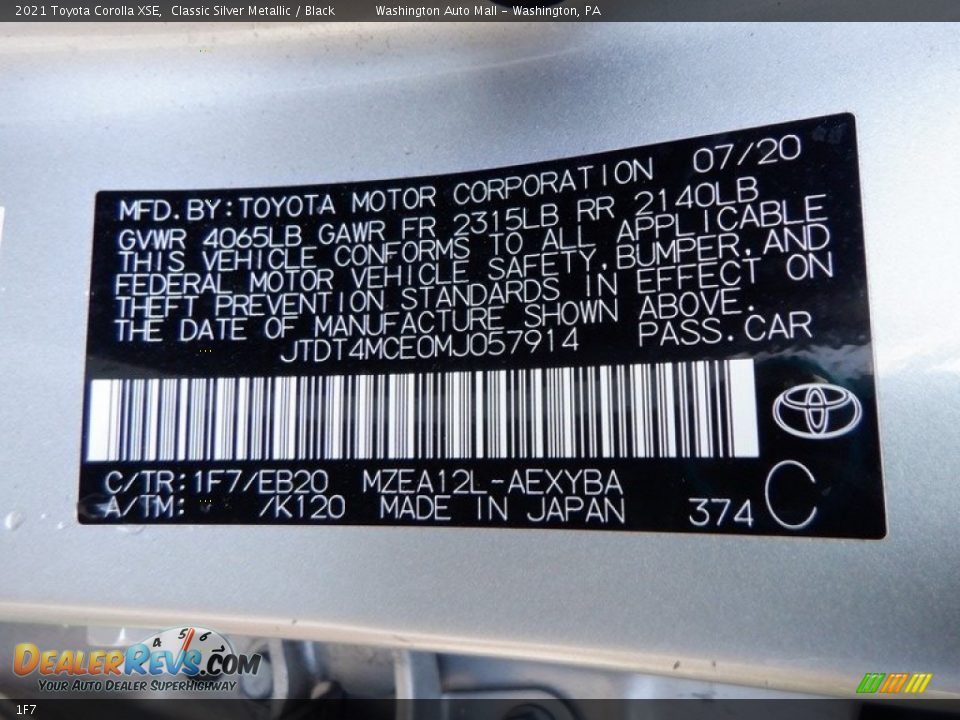 2021 Toyota Corolla XSE, Classic Silver Metallic / Black Washington Auto Mall - Washington, PA
MFD.BY:TOYOTA MOTOR CORPORATION 07/20
GVWR 4065LB GAWR FR 2315LB RR 2140LB
THIS VEHICLE CONFORMS TO ALL APPLICABLE
FEDERAL MOTOR VEHICLE SAFETY,BUMPER,AND
THEFT PREVENTION STANDARDS IN EFFECT ON
THE DATE OF MANUFACTURE SHOWN ABOVE.
JTDT4MCE0MJ057914 PASS.CAR
C/TR:1F7/EB20 MZEA12L-AEXYBA
A/TM: /K120 MADE IN JAPAN 374 C
4 5 6
DEALERREVS.COM
YOUR AUTO DEALER SUPERHIGHWAY
1F7